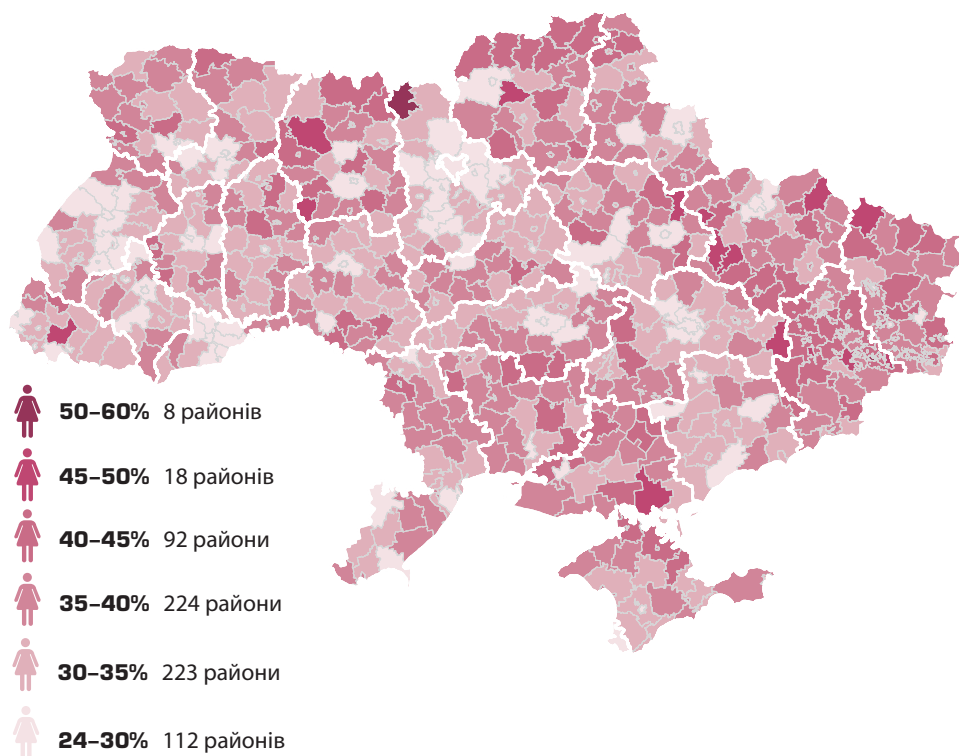 50–60% 8 районів
45–50% 18 районів
40–45% 92 райони
35–40% 224 райони
30–35% 223 райони
24–30% 112 районів